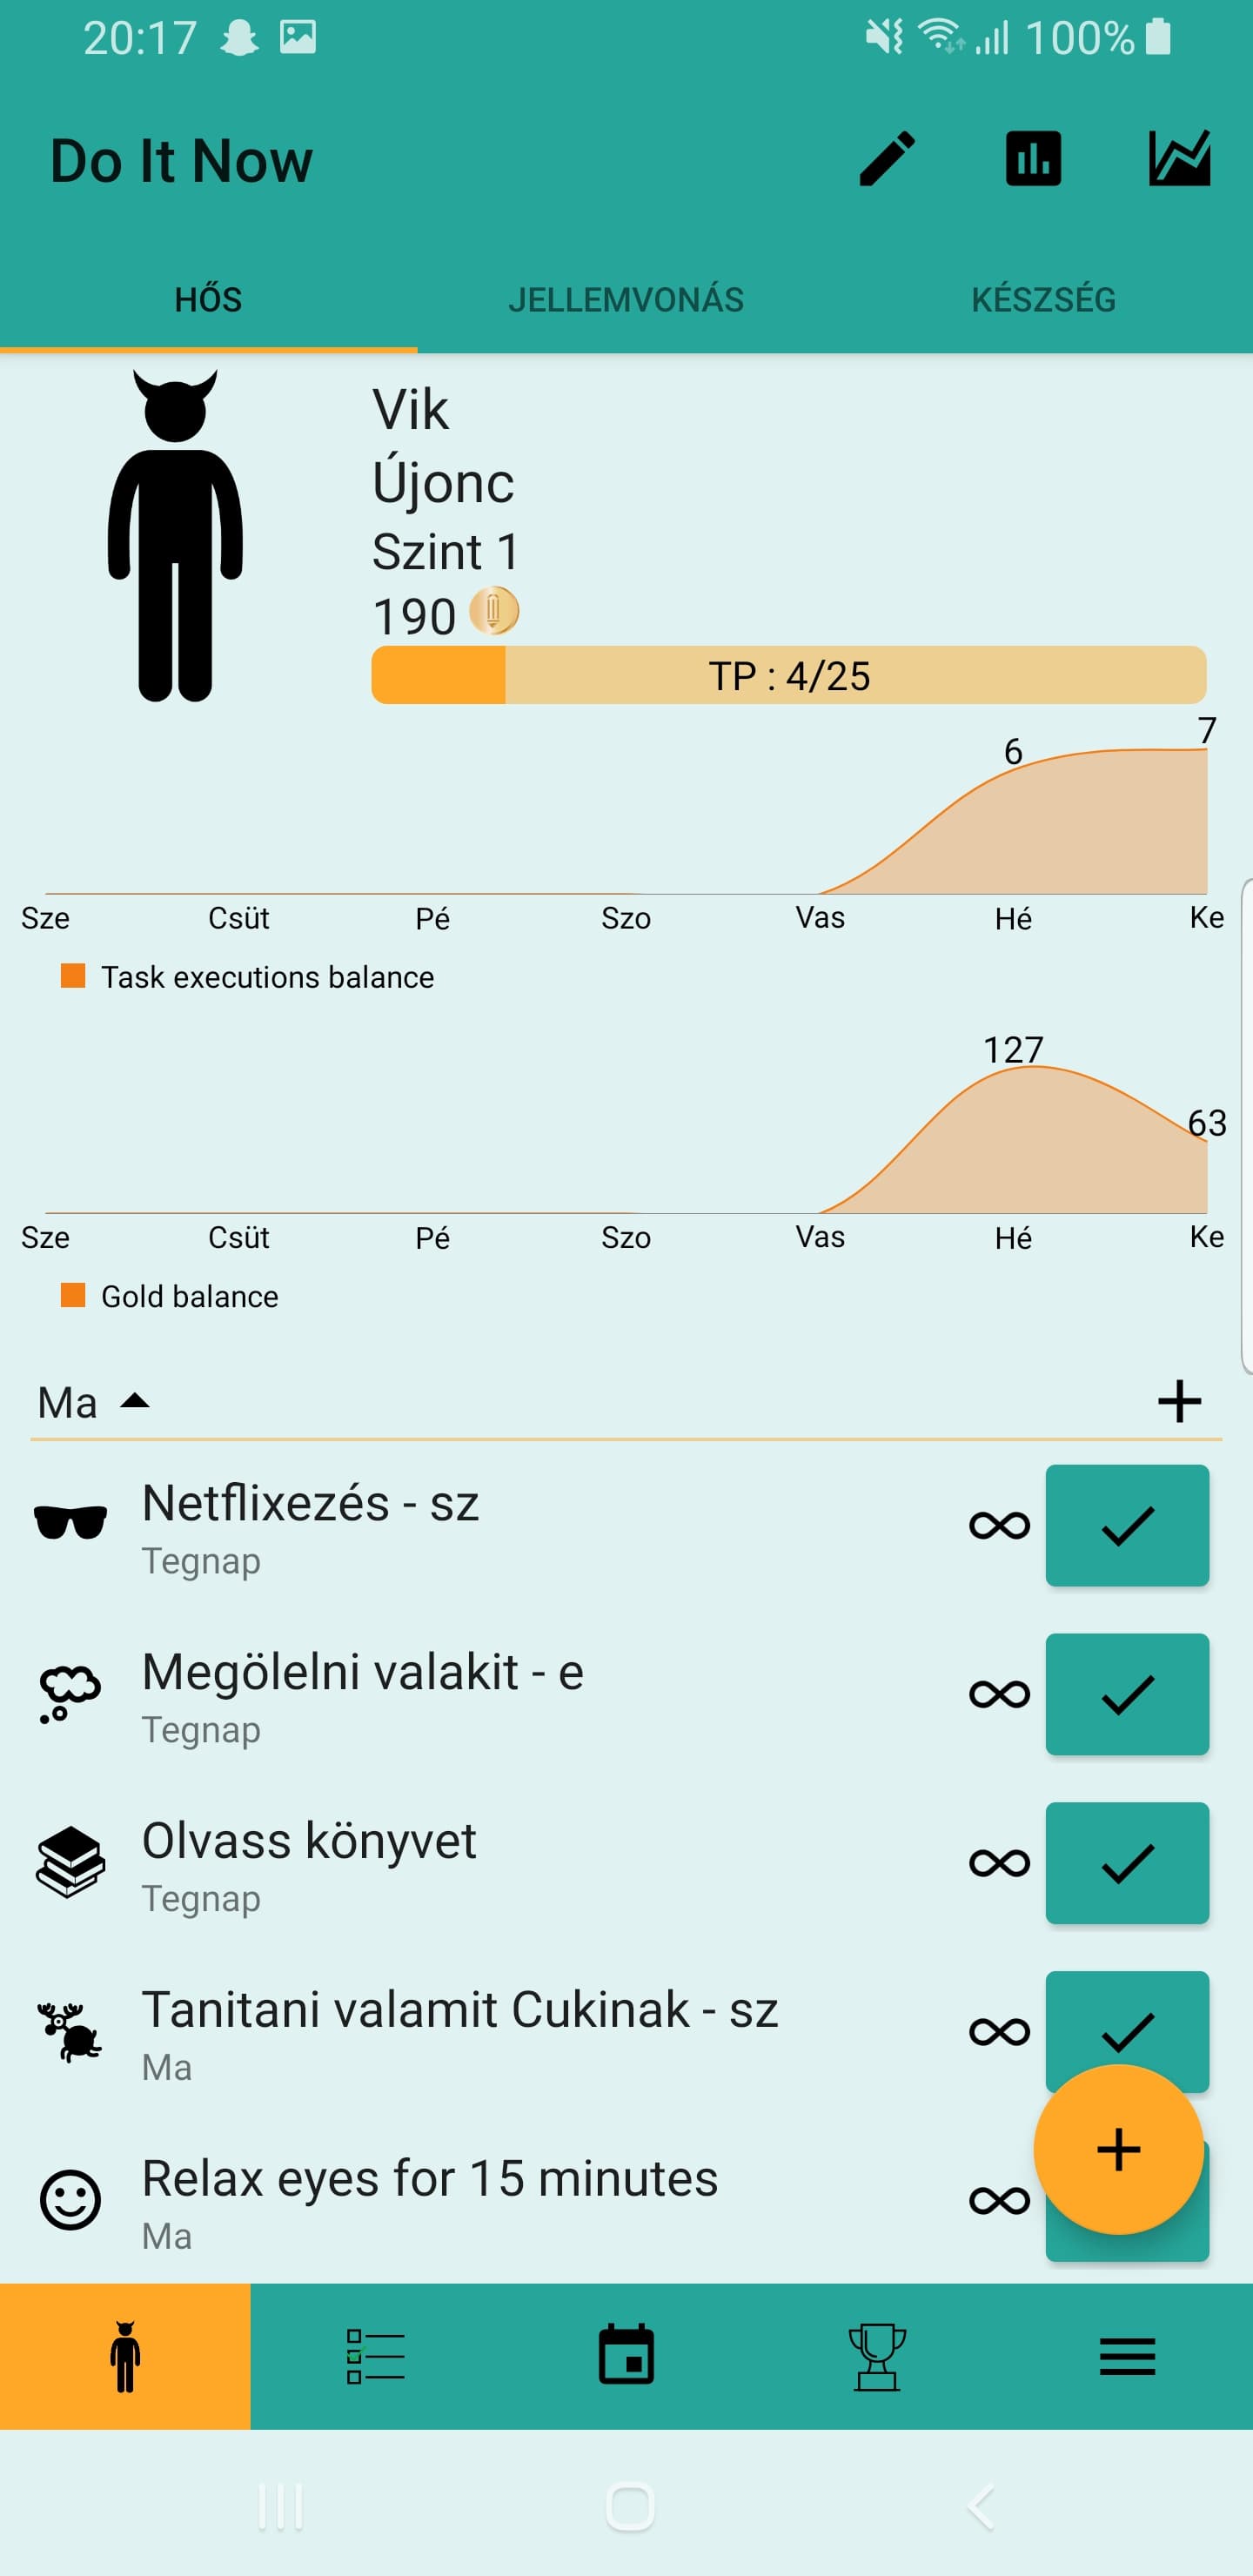 20:17 100%
Do It Now
HŐS JELLEMVONÁS KÉSZSÉG
Vik
Újonc
Szint 1
190
TP : 4/25
6 7
Sze Csüt Pé Szo Vas Hé Ke
Task executions balance
127
63
Sze Csüt Pé Szo Vas Hé Ke
Gold balance
Ma
Netflixezés - sz
Tegnap
Megölelni valakit - e
Tegnap
Olvass könyvet
Tegnap
Tanitani valamit Cukinak - sz
Ma
Relax eyes for 15 minutes
Ma